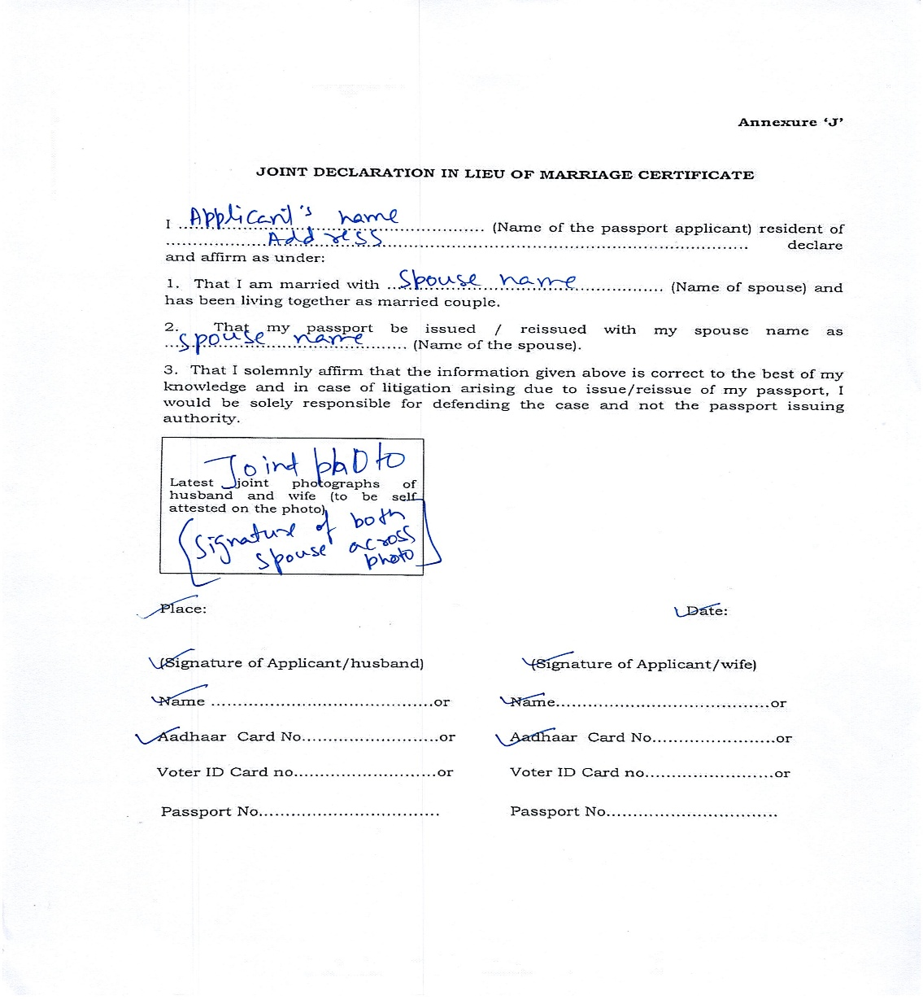 Annexure ‘J’
JOINT DECLARATION IN LIEU OF MARRIAGE CERTIFICATE
I ..Applicant's name................ (Name of the passport applicant) resident of
....................Address.................................................................... declare
and affirm as under:
1. That I am married with ...Spouse name................. (Name of spouse) and
has been living together as married couple.
2. That my passport be issued / reissued with my spouse name as
...spouse name......... (Name of the spouse).
3. That I solemnly affirm that the information given above is correct to the best of my
knowledge and in case of litigation arising due to issue/reissue of my passport, I
would be solely responsible for defending the case and not the passport issuing
authority.
Joint photo
Latest joint photographs of
husband and wife (to be self
attested on the photo)
(Signature of both
spouse across
photo)
Place: Date:
(Signature of Applicant/husband) (Signature of Applicant/wife)
Name .......................................or Name......................................or
Aadhaar Card No........................or Aadhaar Card No.....................or
Voter ID Card no.........................or Voter ID Card no.......................or
Passport No................................ Passport No..............................